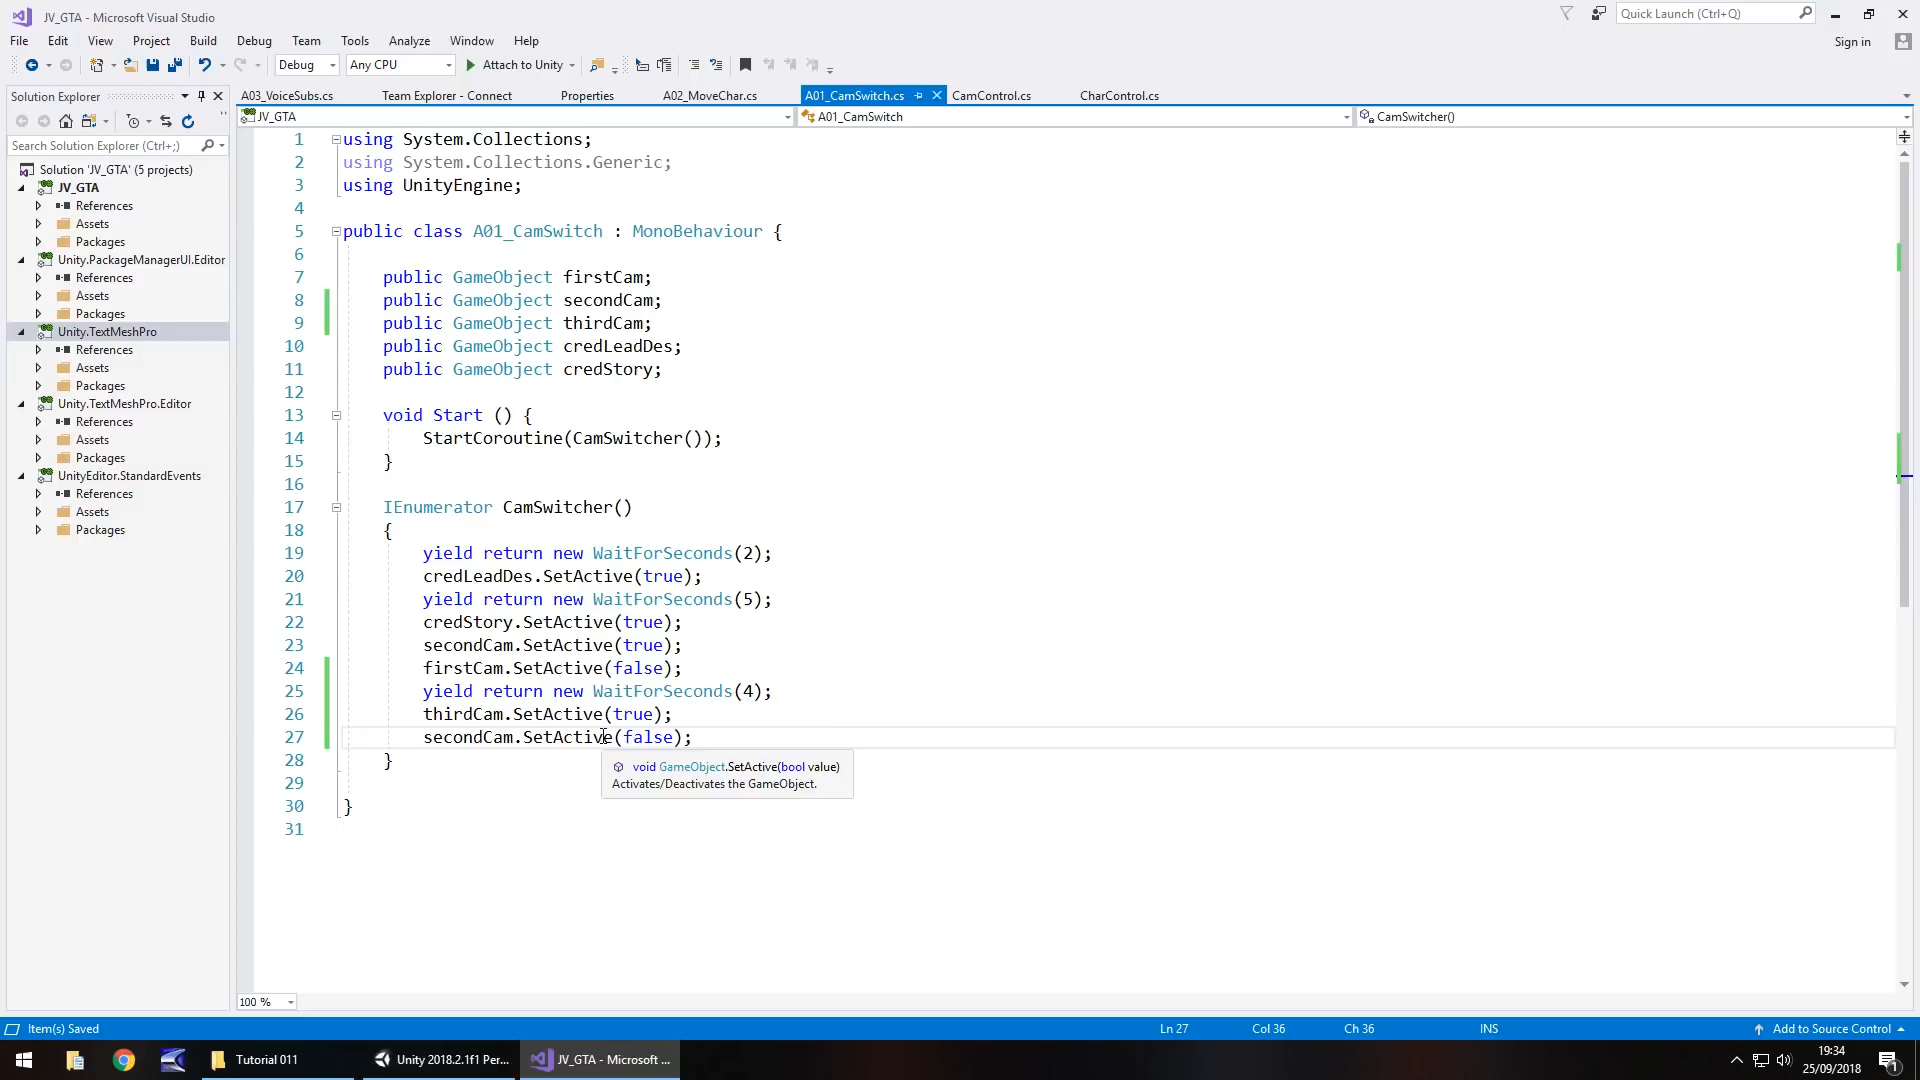 JV_GTA - Microsoft Visual Studio
Quick Launch (Ctrl+Q)
File Edit View Project Build Debug Team Tools Analyze Window Help
Sign in
Debug Any CPU Attach to Unity
Solution Explorer
A03_VoiceSubs.cs Team Explorer - Connect Properties A02_MoveChar.cs A01_CamSwitch.cs CamControl.cs CharControl.cs
JV_GTA A01_CamSwitch CamSwitcher()
Search Solution Explorer (Ctrl+;)
Solution 'JV_GTA' (5 projects)
JV_GTA
References
Assets
Packages
Unity.PackageManagerUI.Editor
References
Assets
Packages
Unity.TextMeshPro
References
Assets
Packages
Unity.TextMeshPro.Editor
References
Assets
Packages
UnityEditor.StandardEvents
References
Assets
Packages
1 using System.Collections;
2 using System.Collections.Generic;
3 using UnityEngine;
4
5 public class A01_CamSwitch : MonoBehaviour {
6
7 public GameObject firstCam;
8 public GameObject secondCam;
9 public GameObject thirdCam;
10 public GameObject credLeadDes;
11 public GameObject credStory;
12
13 void Start () {
14 StartCoroutine(CamSwitcher());
15 }
16
17 IEnumerator CamSwitcher()
18 {
19 yield return new WaitForSeconds(2);
20 credLeadDes.SetActive(true);
21 yield return new WaitForSeconds(5);
22 credStory.SetActive(true);
23 secondCam.SetActive(true);
24 firstCam.SetActive(false);
25 yield return new WaitForSeconds(4);
26 thirdCam.SetActive(true);
27 secondCam.SetActive(false);
28 }
29
30 }
31
void GameObject.SetActive(bool value)
Activates/Deactivates the GameObject.
100 %
Item(s) Saved Ln 27 Col 36 Ch 36 INS Add to Source Control
Tutorial 011 Unity 2018.2.1f1 Per... JV_GTA - Microsoft ...
19:34
25/09/2018
1